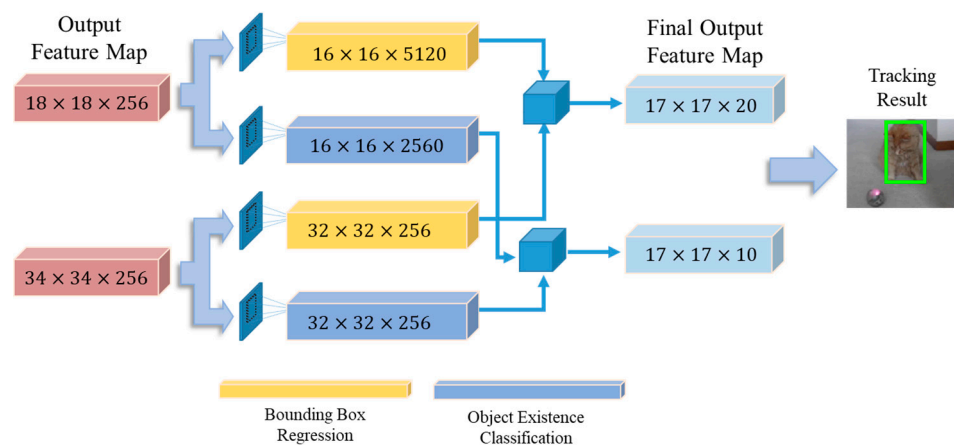 Output
Feature Map
Final Output
Feature Map
Tracking
Result
16 × 16 × 5120
18 × 18 × 256
17 × 17 × 20
16 × 16 × 2560
32 × 32 × 256
34 × 34 × 256
17 × 17 × 10
32 × 32 × 256
Bounding Box
Regression
Object Existence
Classification